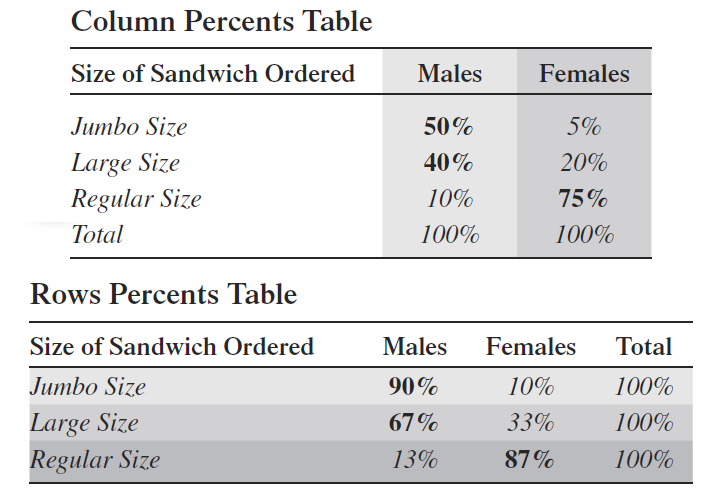 Column Percents Table
Size of Sandwich Ordered Males Females
Jumbo Size 50% 5%
Large Size 40% 20%
Regular Size 10% 75%
Total 100% 100%
Rows Percents Table
Size of Sandwich Ordered Males Females Total
Jumbo Size 90% 10% 100%
Large Size 67% 33% 100%
Regular Size 13% 87% 100%